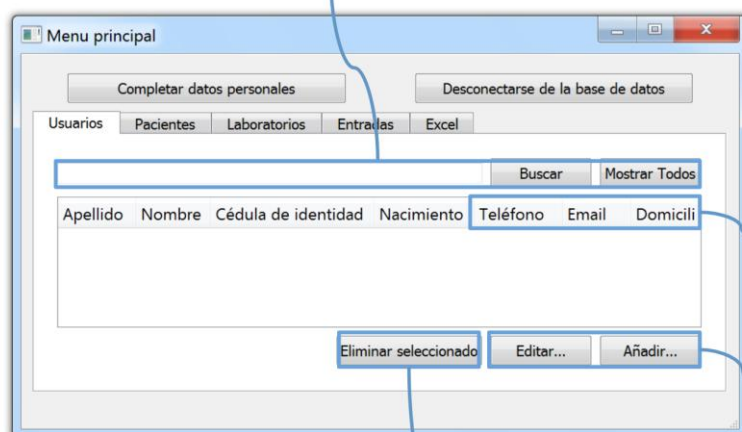 Menu principal
Completar datos personales Desconectarse de la base de datos
Usuarios Pacientes Laboratorios Entradas Excel
Buscar Mostrar Todos
Apellido Nombre Cédula de identidad Nacimiento Teléfono Email Domicili
Eliminar seleccionado Editar... Añadir...